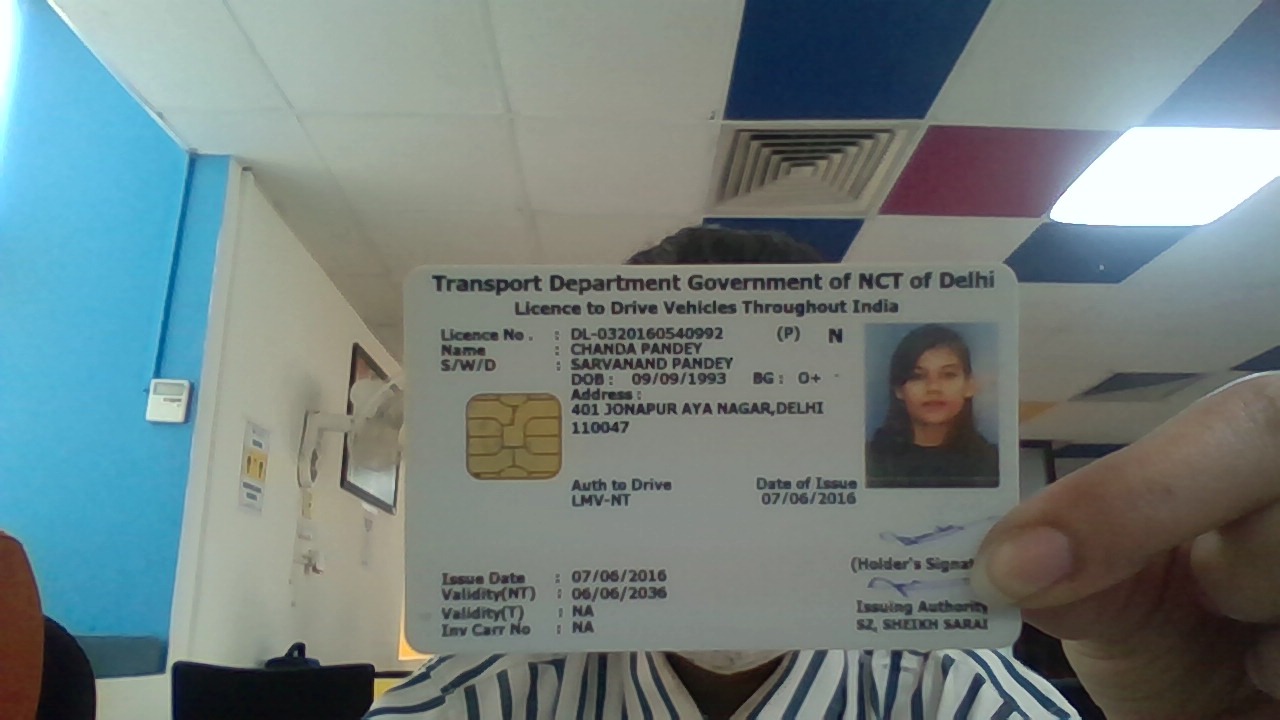 Transport Department Government of NCT of Delhi
Licence to Drive Vehicles Throughout India
Licence No. : DL-0320160540992 (P) N
Name : CHANDA PANDEY
S/W/D : SARVANAND PANDEY
DOB : 09/09/1993 BG : O+
Address :
401 JONAPUR AYA NAGAR,DELHI
110047
Auth to Drive Date of Issue
LMV-NT 07/06/2016
(Holder's Signat
Issue Date : 07/06/2016
Validity(NT) : 06/06/2036
Validity(T) : NA
Inv Carr No : NA
Issuing Authority
SZ, SHEIKH SARAI